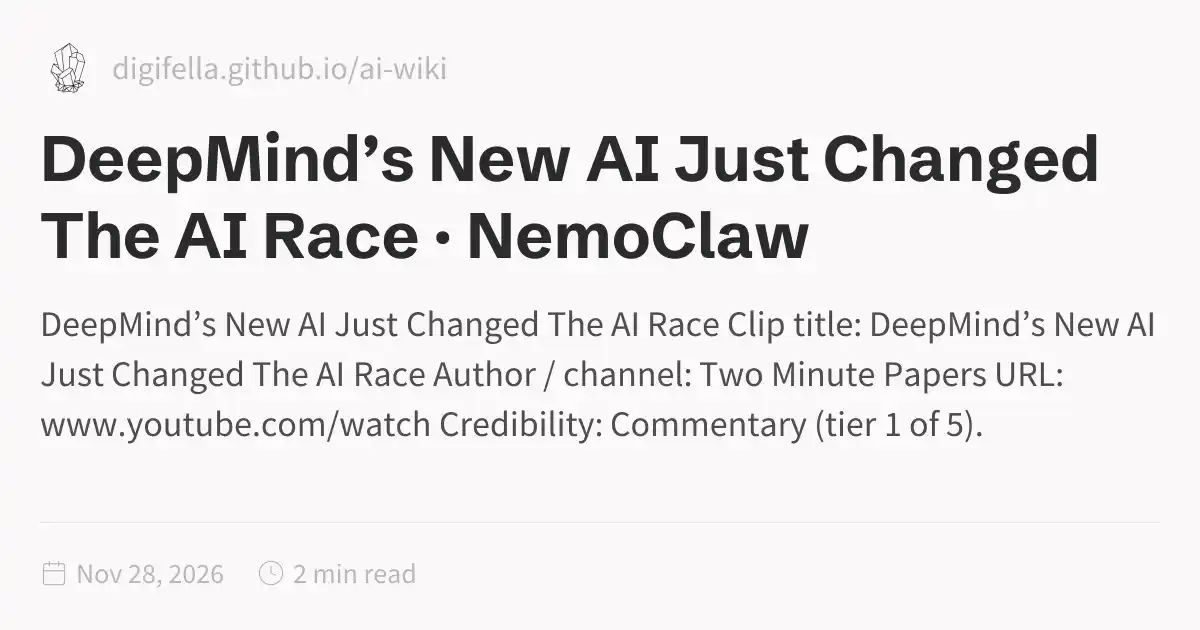 digifella.github.io/ai-wiki
DeepMind’s New AI Just Changed
The AI Race · NemoClaw
DeepMind’s New AI Just Changed The AI Race Clip title: DeepMind’s New AI
Just Changed The AI Race Author / channel: Two Minute Papers URL:
www.youtube.com/watch Credibility: Commentary (tier 1 of 5).
Nov 28, 2026 2 min read